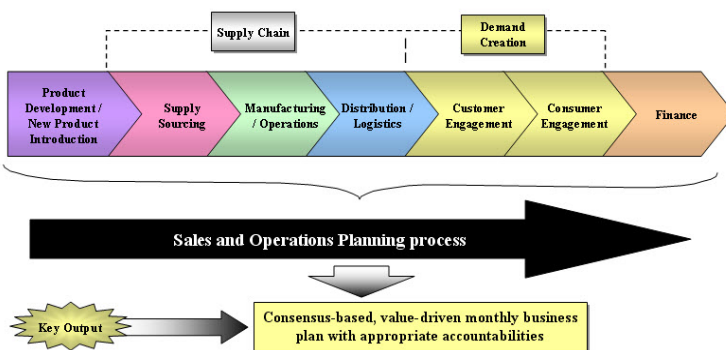 Supply Chain
Demand
Creation
Product
Development /
New Product
Introduction
Supply
Sourcing
Manufacturing
/ Operations
Distribution /
Logistics
Customer
Engagement
Consumer
Engagement
Finance
Sales and Operations Planning process
Key Output
Consensus-based, value-driven monthly business
plan with appropriate accountabilities